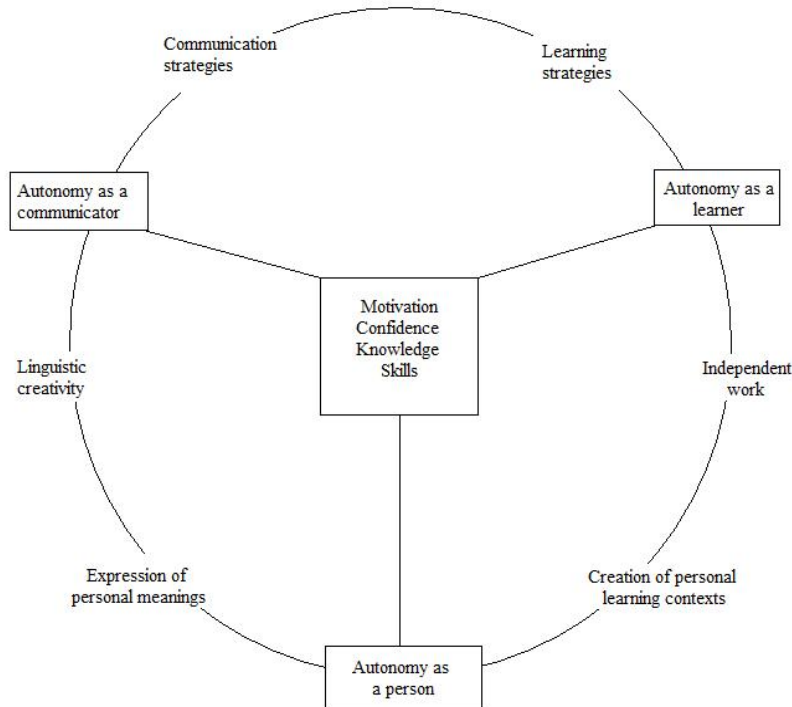 Communication
strategies
Learning
strategies
Autonomy as a
communicator
Autonomy as a
learner
Motivation
Confidence
Knowledge
Skills
Linguistic
creativity
Independent
work
Expression of
personal meanings
Creation of personal
learning contexts
Autonomy as
a person